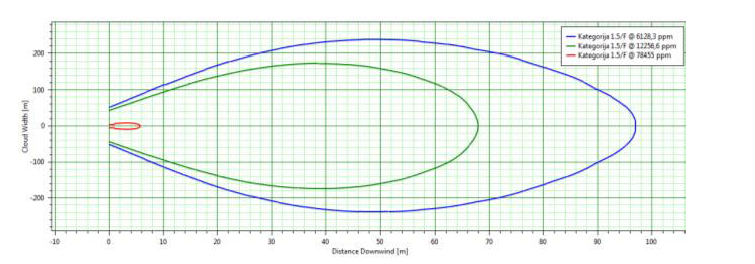 Kategorija 1.5/F @ 6128,3 ppm
Kategorija 1.5/F @ 12256,6 ppm
Kategorija 1.5/F @ 78455 ppm
Cloud Width [m]
200
100
0
-100
-200
-10 0 10 20 30 40 50 60 70 80 90 100
Distance Downwind [m]